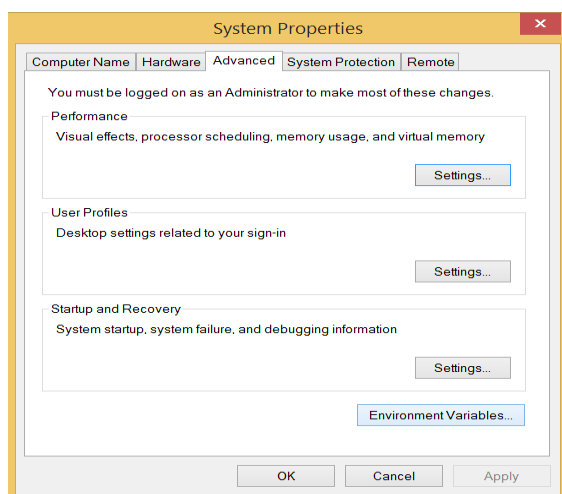 System Properties
Computer Name Hardware Advanced System Protection Remote
You must be logged on as an Administrator to make most of these changes.
Performance
Visual effects, processor scheduling, memory usage, and virtual memory
Settings...
User Profiles
Desktop settings related to your sign-in
Settings...
Startup and Recovery
System startup, system failure, and debugging information
Settings...
Environment Variables...
OK Cancel Apply